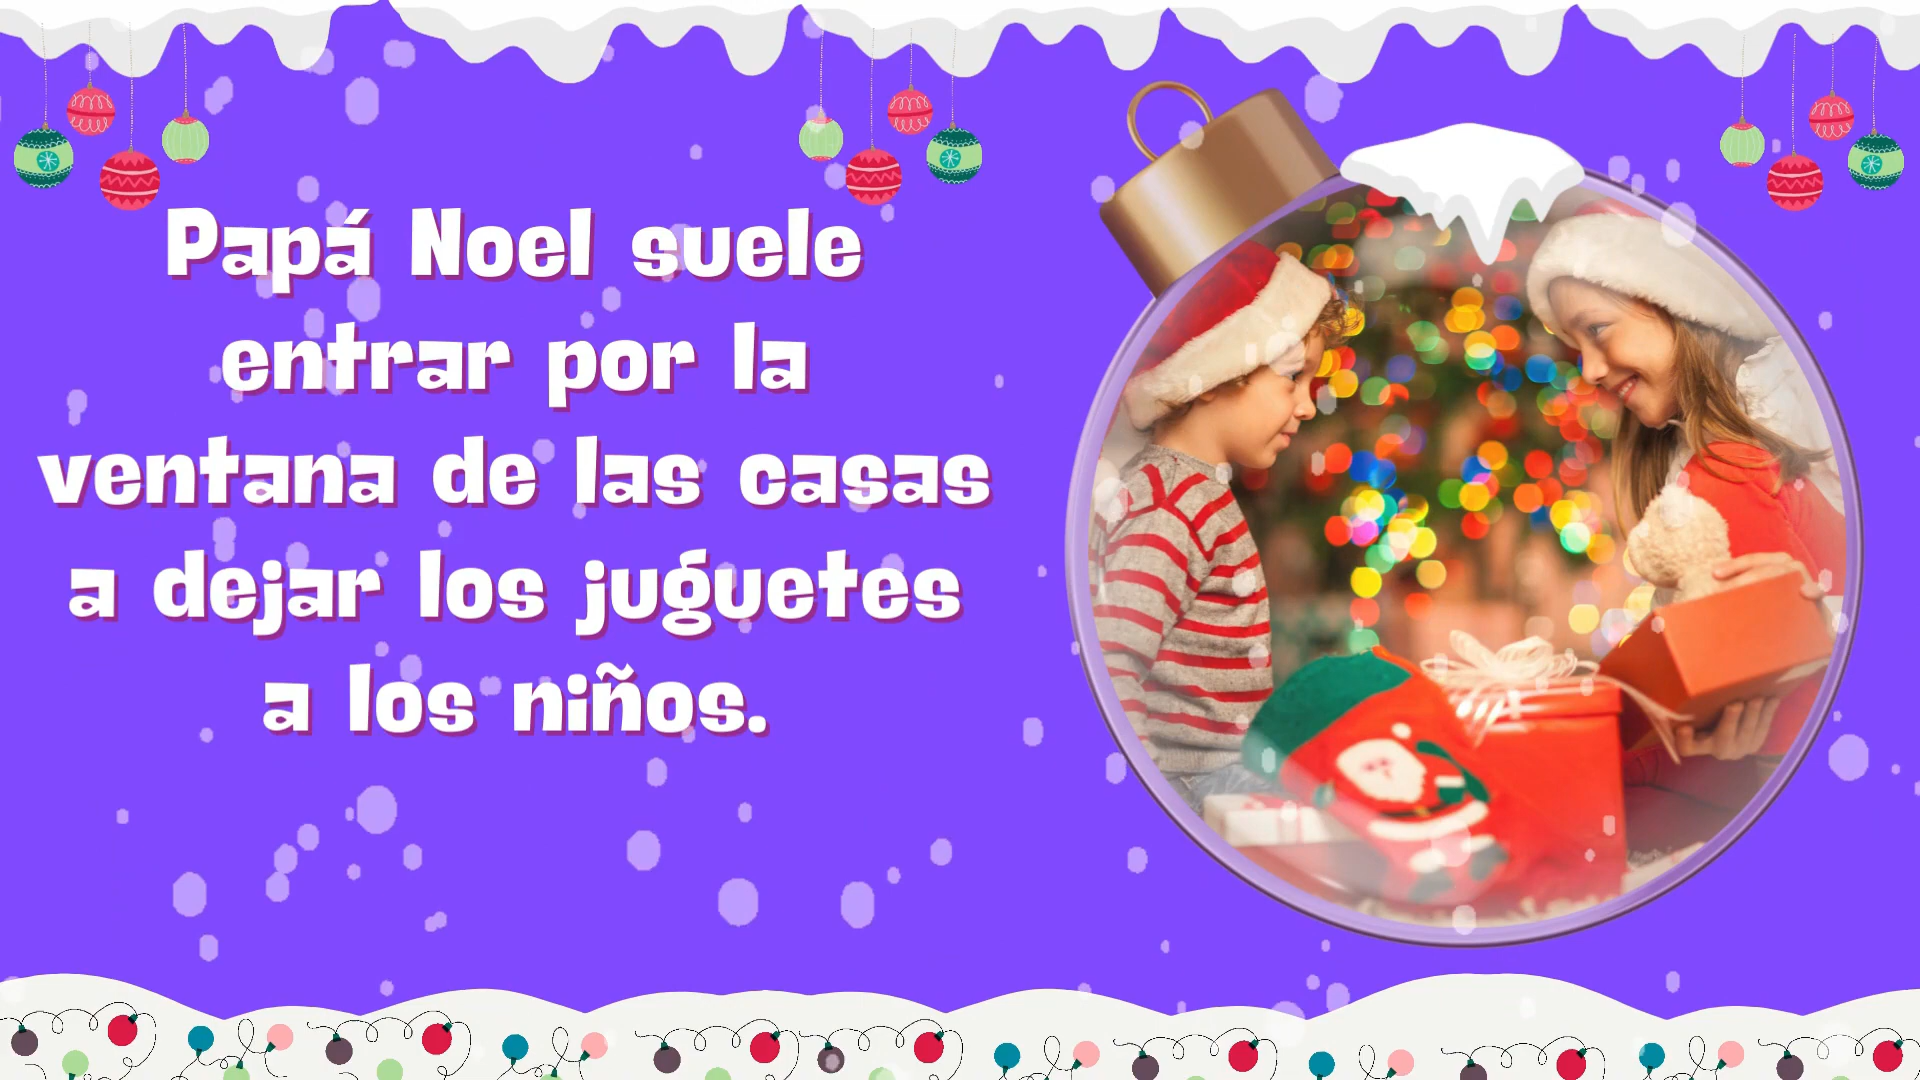 Papá Noel suele
entrar por la
ventana de las casas
a dejar los juguetes
a los niños.